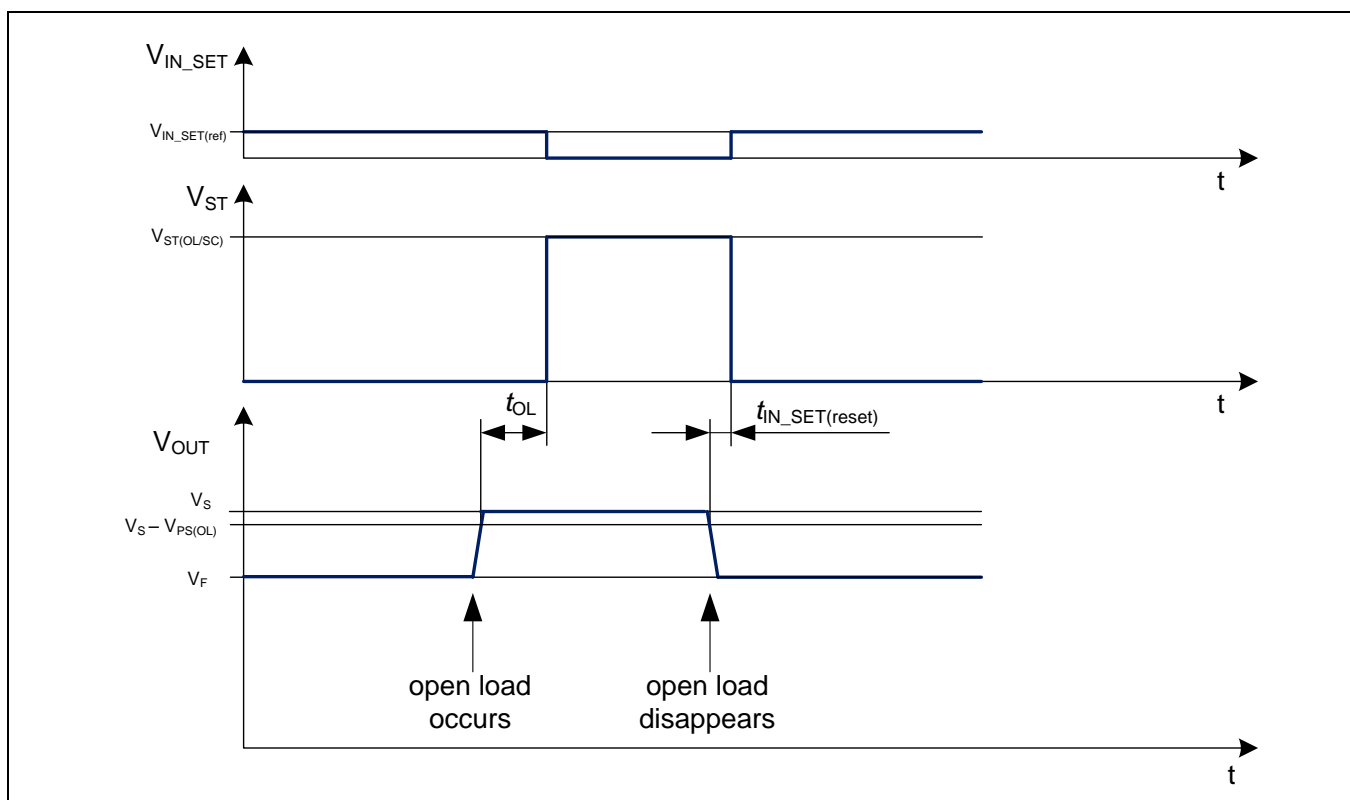 V_IN_SET
V_IN_SET(ref)
t
V_ST
V_ST(OL/SC)
t
t_OL
t_IN_SET(reset)
V_OUT
V_S
V_S – V_PS(OL)
V_F
open load
occurs
open load
disappears
t